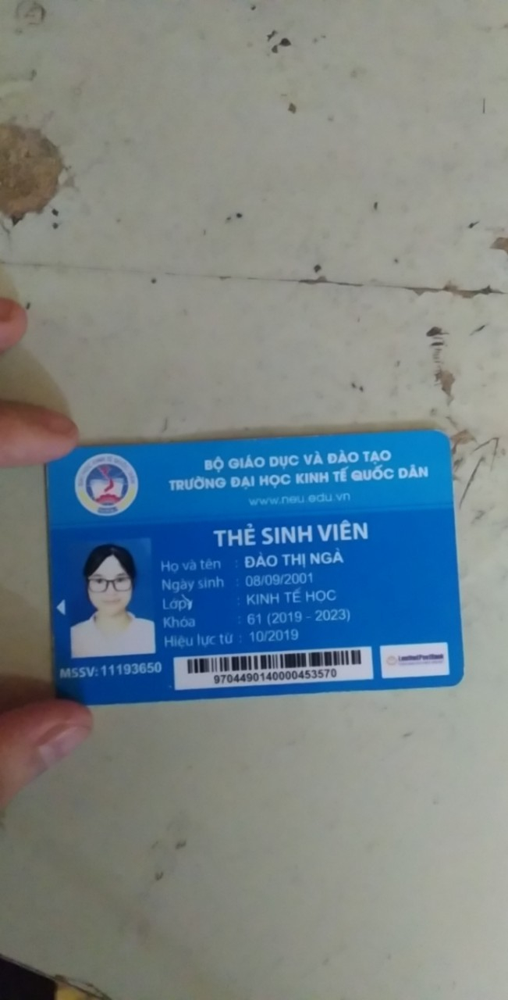 BỘ GIÁO DỤC VÀ ĐÀO TẠO
TRƯỜNG ĐẠI HỌC KINH TẾ QUỐC DÂN
www.neu.edu.vn
THẺ SINH VIÊN
Họ và tên : ĐÀO THỊ NGÀ
Ngày sinh : 08/09/2001
Lớp : KINH TẾ HỌC
Khóa : 61 (2019 - 2023)
Hiệu lực từ : 10/2019
MSSV: 11193650
9704490140000453570
LienVietPostBank